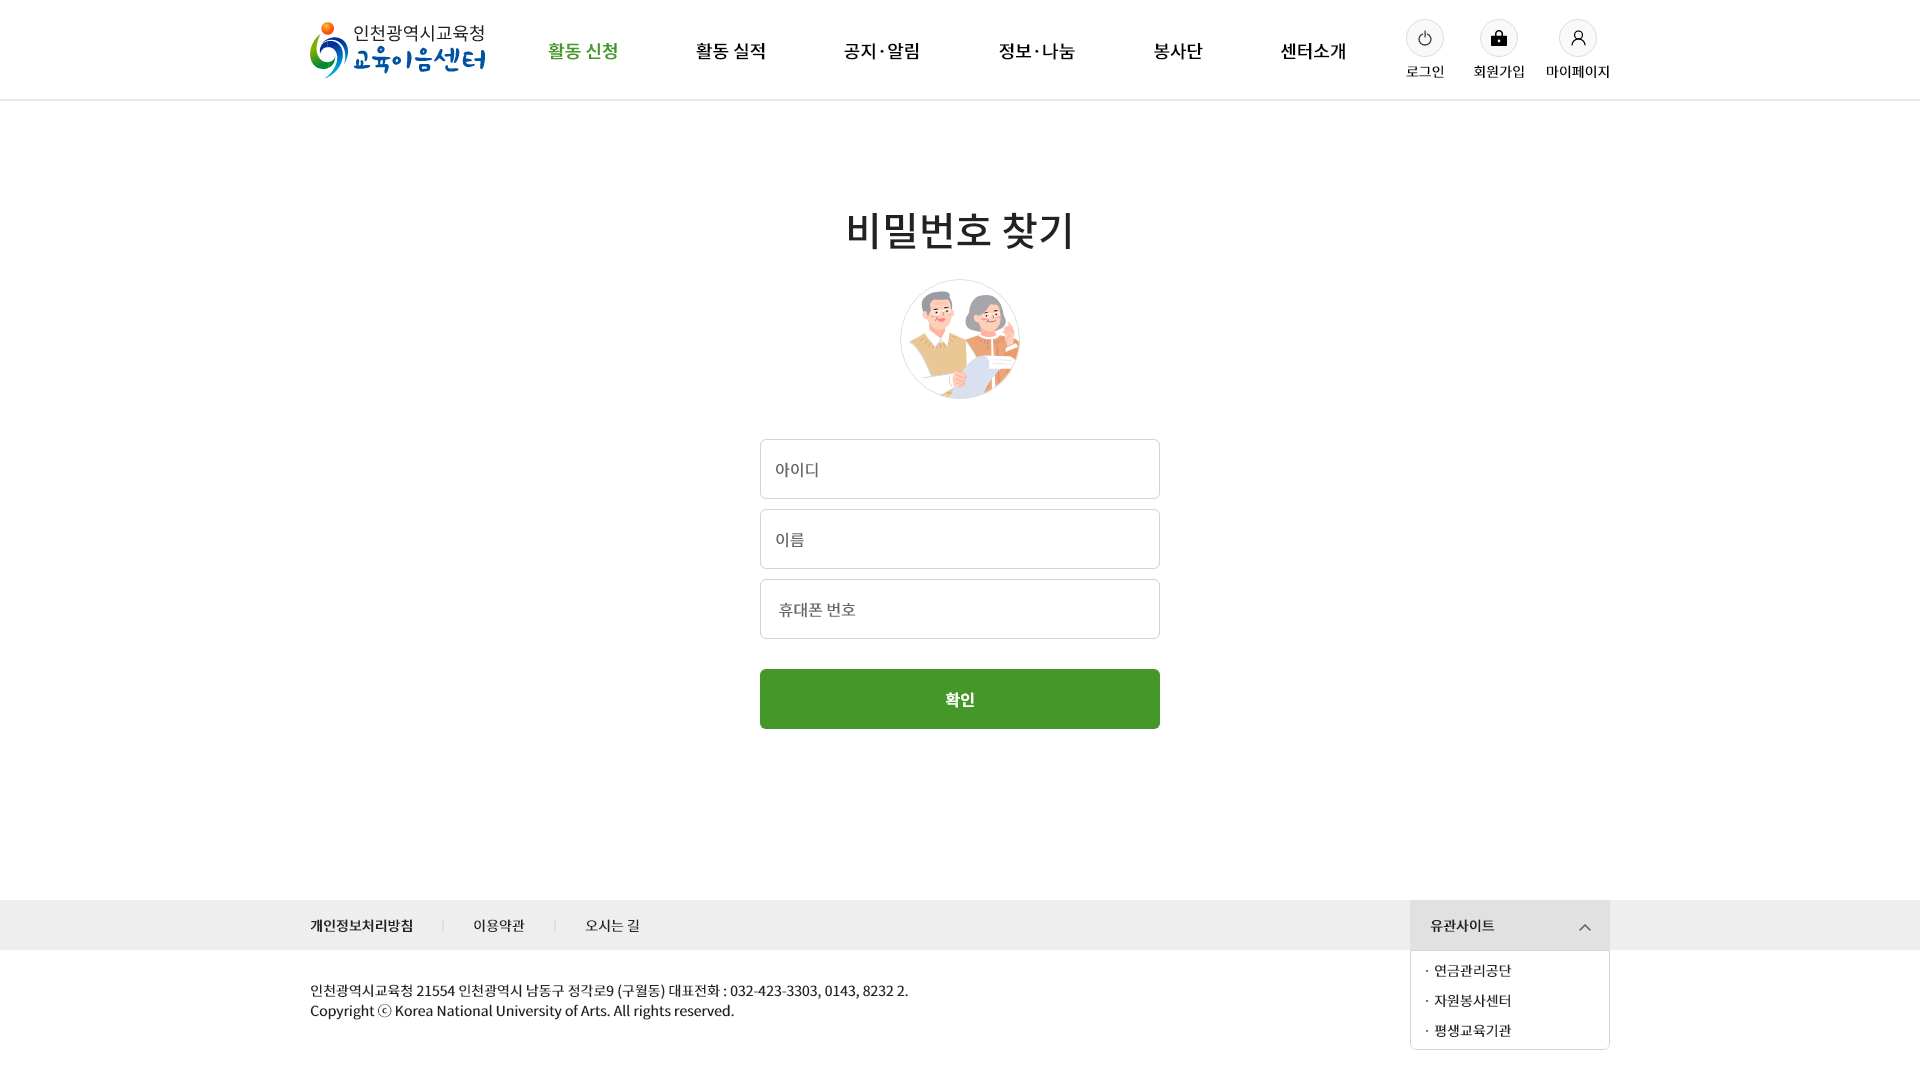 인천광역시교육청
교육이음센터
활동 신청
활동 실적
공지·알림
정보·나눔
봉사단
센터소개
로그인
회원가입
마이페이지
비밀번호 찾기
아이디
이름
휴대폰 번호
확인
개인정보처리방침
이용약관
오시는 길
유관사이트
· 연금관리공단
· 자원봉사센터
· 평생교육기관
인천광역시교육청 21554 인천광역시 남동구 정각로9 (구월동) 대표전화 : 032-423-3303, 0143, 8232 2.
Copyright ⓒ Korea National University of Arts. All rights reserved.